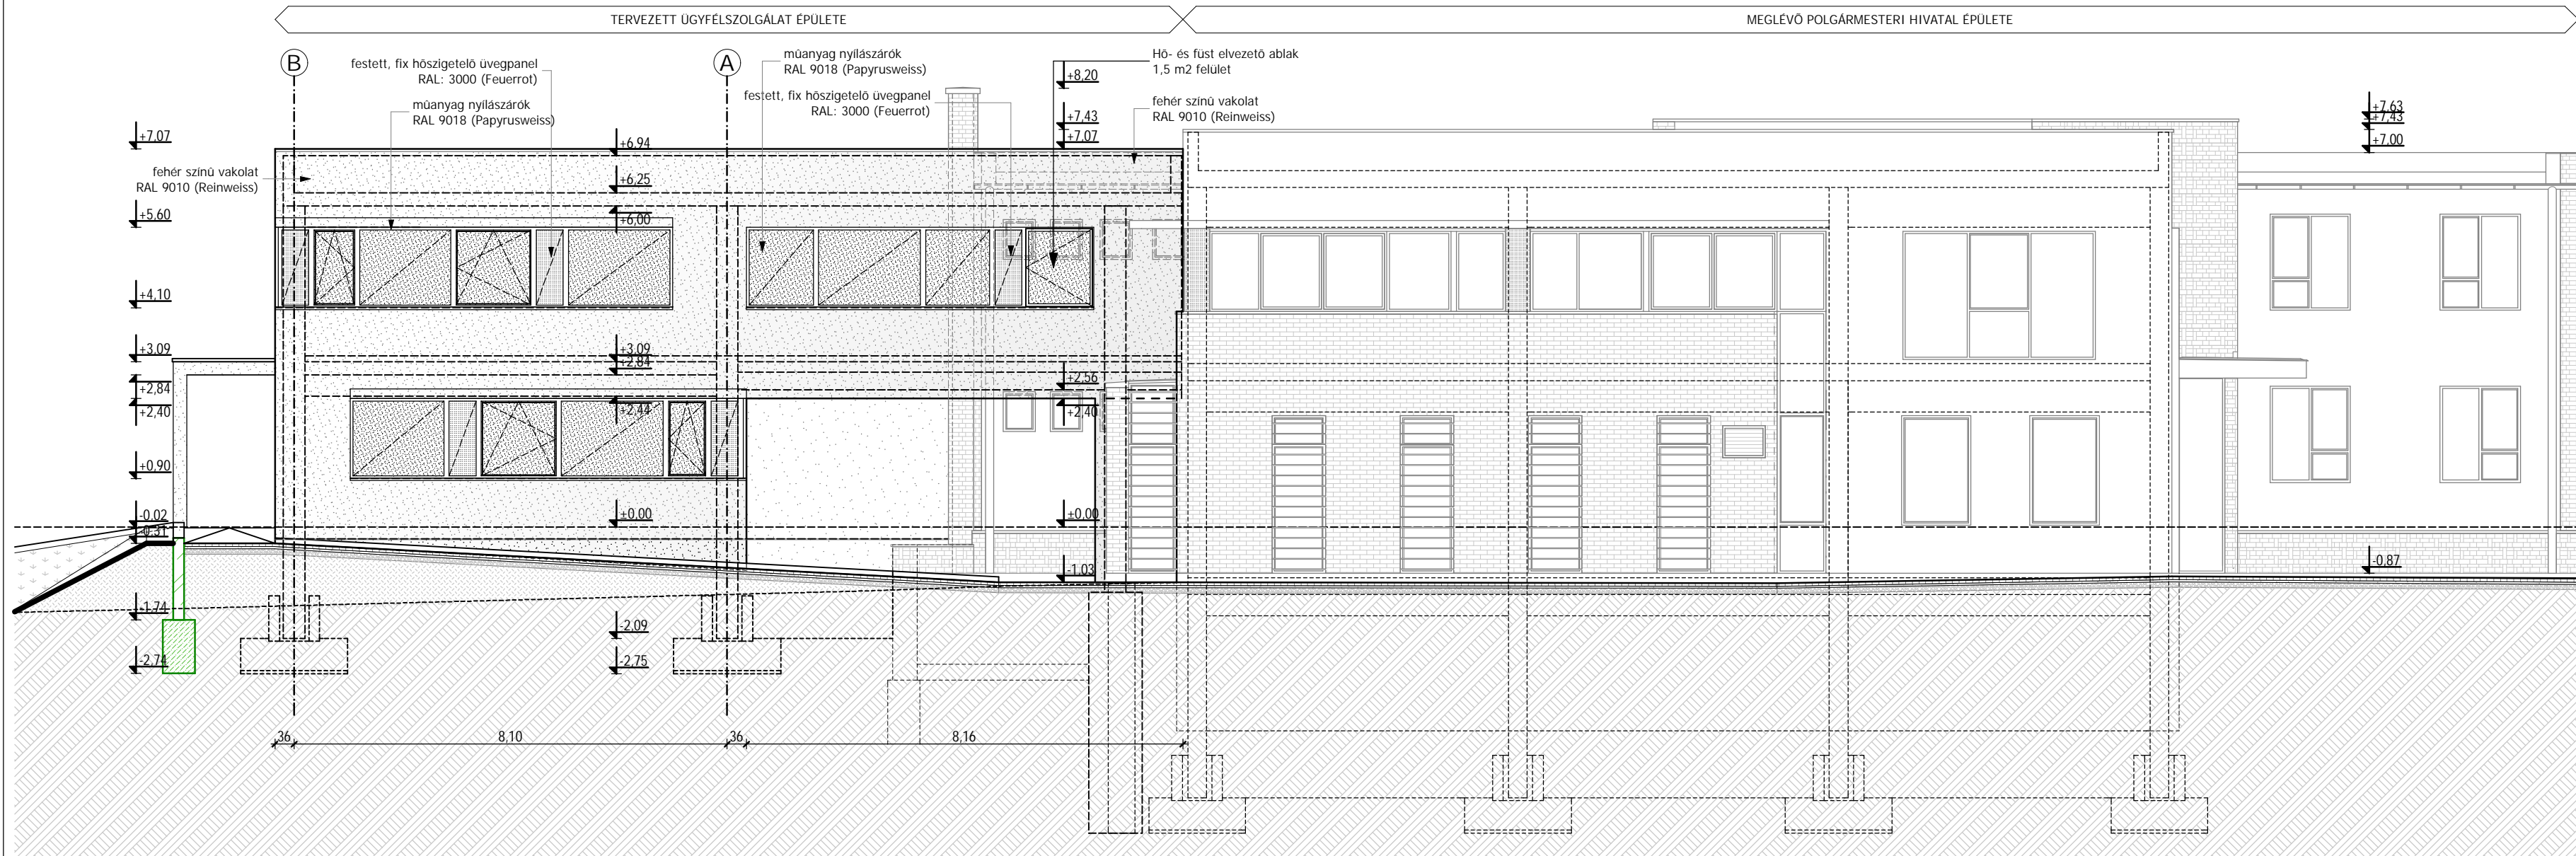 TERVEZETT ÜGYFÉLSZOLGÁLAT ÉPÜLETE
MEGLÉVŐ POLGÁRMESTERI HIVATAL ÉPÜLETE
B
A
festett, fix hőszigetelő üvegpanel
RAL: 3000 (Feuerrot)
műanyag nyílászárók
RAL 9018 (Papyrusweiss)
műanyag nyílászárók
RAL 9018 (Papyrusweiss)
festett, fix hőszigetelő üvegpanel
RAL: 3000 (Feuerrot)
Hő- és füst elvezető ablak
1,5 m2 felület
fehér színű vakolat
RAL 9010 (Reinweiss)
fehér színű vakolat
RAL 9010 (Reinweiss)
+7,07
+5,60
+4,10
+3,09
+2,84
+2,40
+0,90
-0,02
-0,31
-1,74
-2,74
+6,94
+6,25
+6,00
+3,09
+2,84
+2,44
±0,00
-2,09
-2,75
+8,20
+7,43
+7,07
+2,56
+2,40
±0,00
-1,03
+7,63
+7,43
+7,00
-0,87
36
8,10
36
8,16